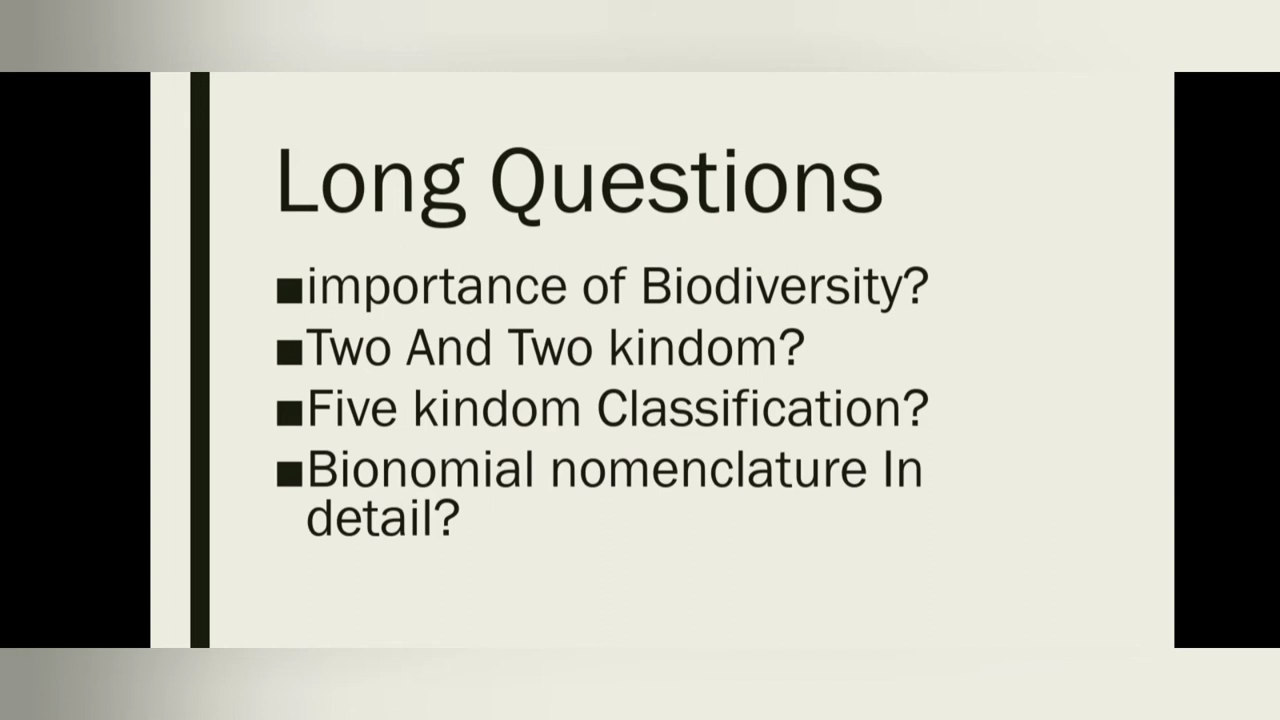 Long Questions
■importance of Biodiversity?
■Two And Two kindom?
■Five kindom Classification?
■Bionomial nomenclature In
detail?